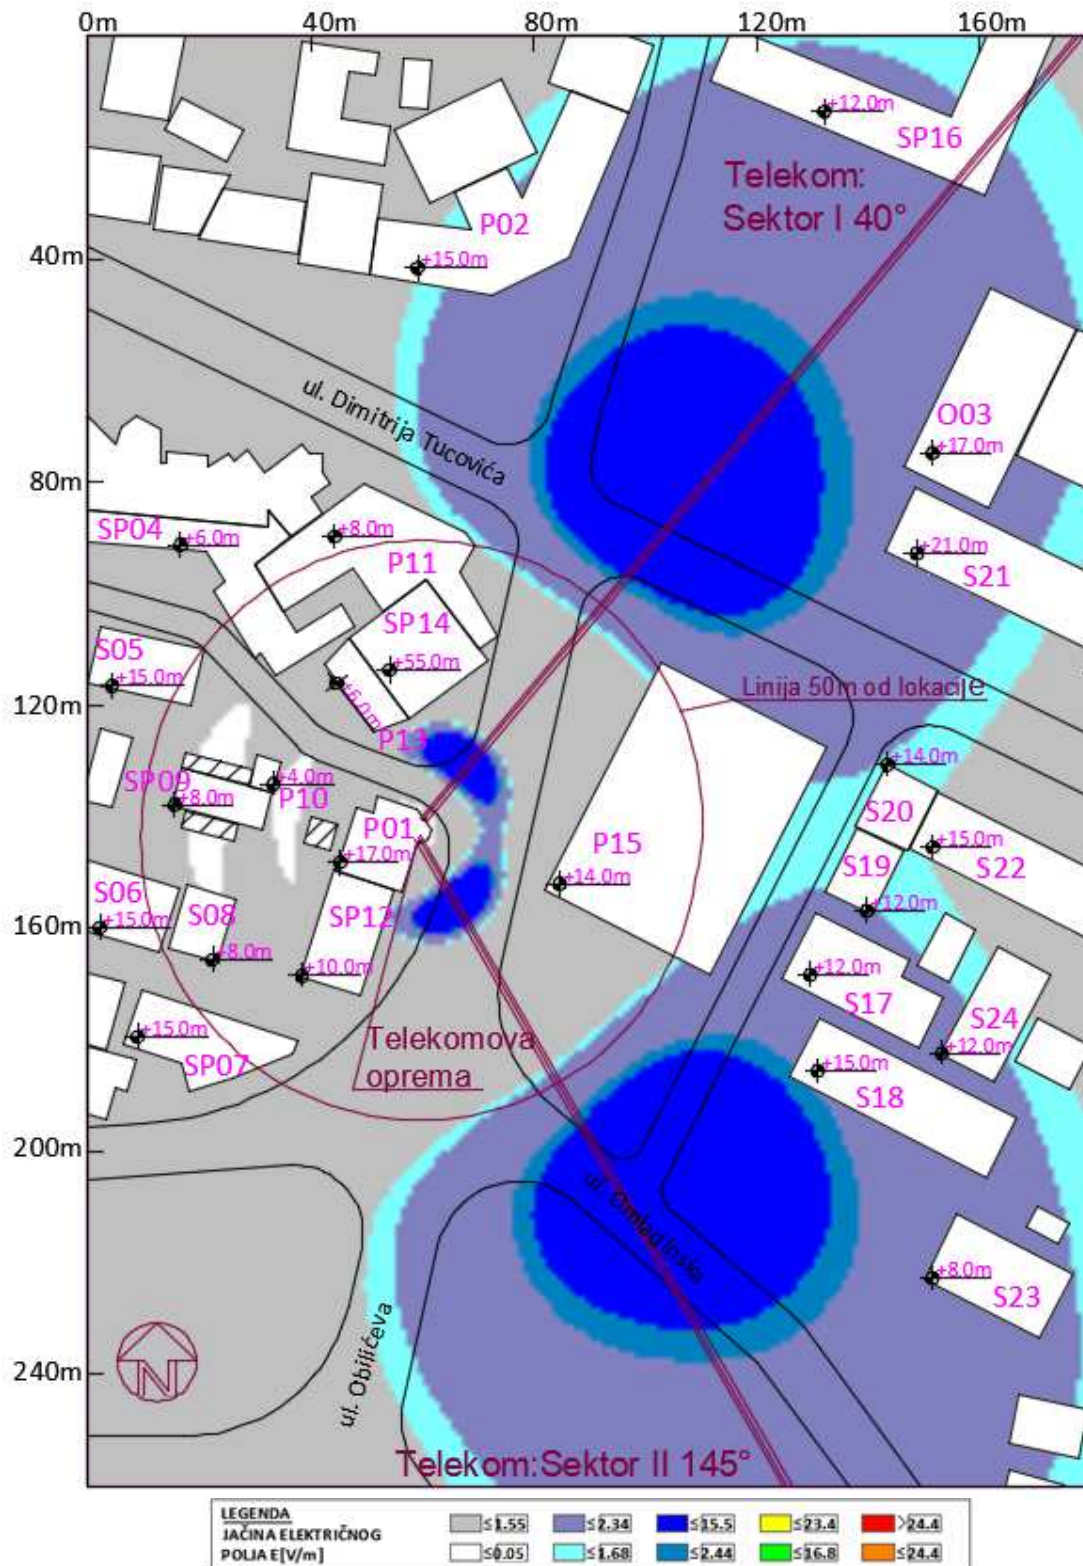 0m 40m 80m 120m 160m
+12.0m
SP16
Telekom:
Sektor I 40°
P02
+15.0m
40m
ul. Dimitrija Tucovića
O03
+17.0m
80m
SP04
+6.0m
+8.0m
P11
+21.0m
S21
SP14
+55.0m
S05
+15.0m
+6.0m
Linija 50m od lokacije
120m
P13
+14.0m
SP09
+8.0m
+4.0m
P10
P01
+17.0m
S20
P15
+14.0m
+15.0m
S22
S19
+12.0m
S06
+15.0m
S08
+8.0m
SP12
+10.0m
160m
+12.0m
S17
S24
+12.0m
+15.0m
SP07
Telekomova
oprema
+15.0m
S18
200m
ul. Omladinska
+8.0m
S23
ul. Obilićeva
240m
N
Telekom:Sektor II 145°
LEGENDA
JAČINA ELEKTRIČNOG
POLJA E[V/m]
≤1.55 ≤2.34 ≤15.5 ≤23.4 >24.4
≤0.05 ≤1.68 ≤2.44 ≤16.8 ≤24.4